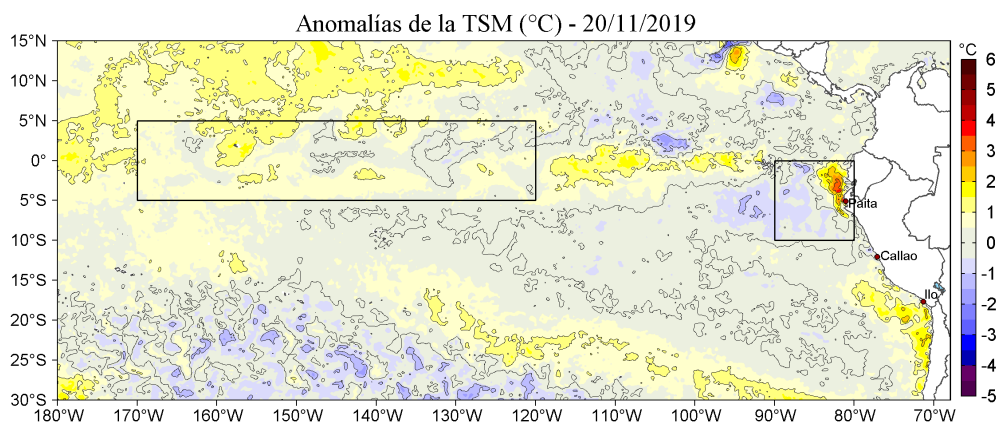 Anomalías de la TSM (°C) - 20/11/2019
15°N
10°N
5°N
0°
5°S
10°S
15°S
20°S
25°S
30°S
180°W
170°W
160°W
150°W
140°W
130°W
120°W
110°W
100°W
90°W
80°W
70°W
Paita
Callao
Ilo
°C
6
5
4
3
2
1
0
-1
-2
-3
-4
-5